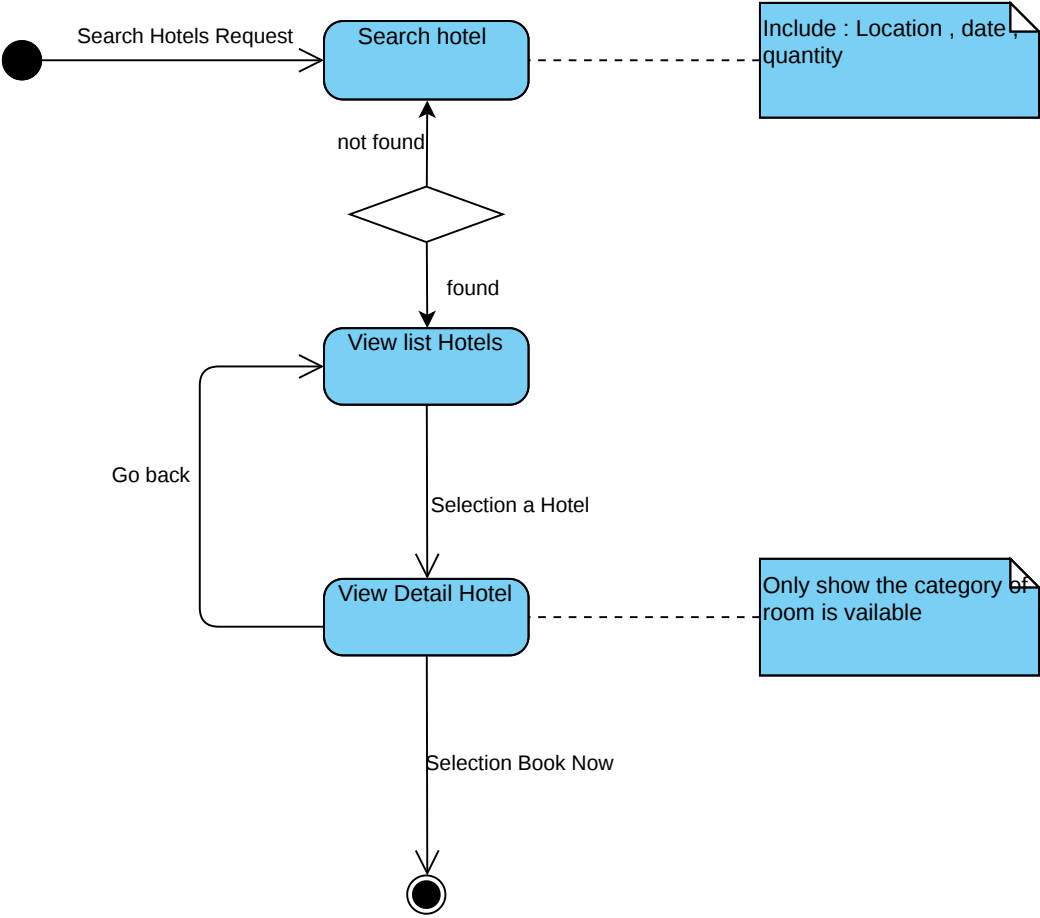 Search Hotels Request
Search hotel
Include : Location , date ,
quantity
not found
found
View list Hotels
Go back
Selection a Hotel
View Detail Hotel
Only show the category of
room is vailable
Selection Book Now